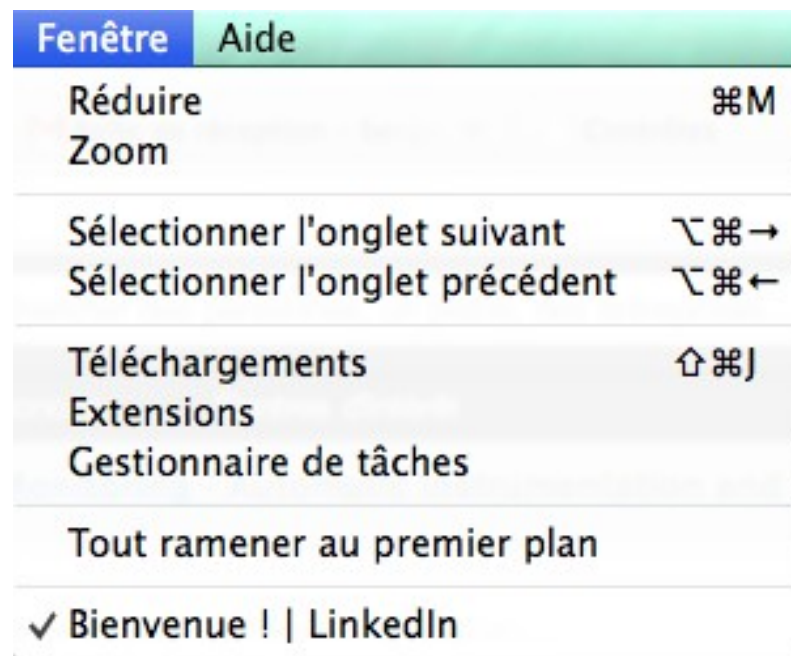 Fenêtre Aide
Réduire ⌘M
Zoom
Sélectionner l'onglet suivant ⌥⌘→
Sélectionner l'onglet précédent ⌥⌘←
Téléchargements ⇧⌘J
Extensions
Gestionnaire de tâches
Tout ramener au premier plan
✓ Bienvenue ! | LinkedIn